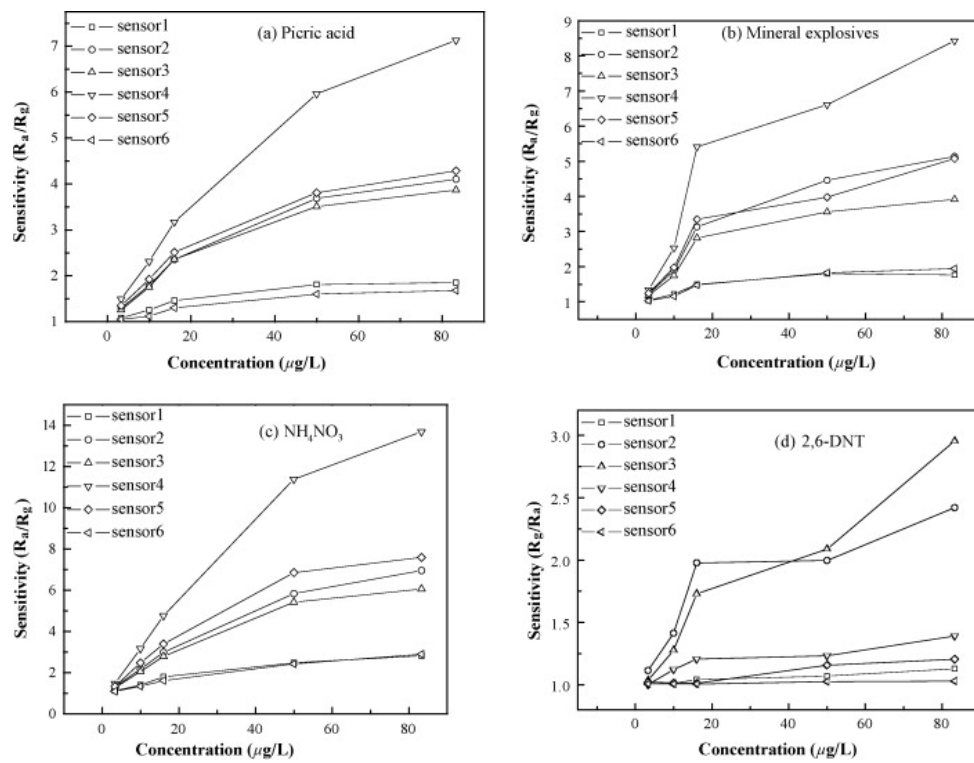 (a) Picric acid
sensor1
sensor2
sensor3
sensor4
sensor5
sensor6
Sensitivity (Ra/Rg)
7
6
5
4
3
2
1
0 20 40 60 80
Concentration (µg/L)
(b) Mineral explosives
sensor1
sensor2
sensor3
sensor4
sensor5
sensor6
Sensitivity (Ra/Rg)
9
8
7
6
5
4
3
2
1
0 20 40 60 80
Concentration (µg/L)
(c) NH₄NO₃
sensor1
sensor2
sensor3
sensor4
sensor5
sensor6
Sensitivity (Ra/Rg)
14
12
10
8
6
4
2
0
0 20 40 60 80
Concentration (µg/L)
(d) 2,6-DNT
sensor1
sensor2
sensor3
sensor4
sensor5
sensor6
Sensitivity (Rg/Ra)
3.0
2.5
2.0
1.5
1.0
0 20 40 60 80
Concentration (µg/L)